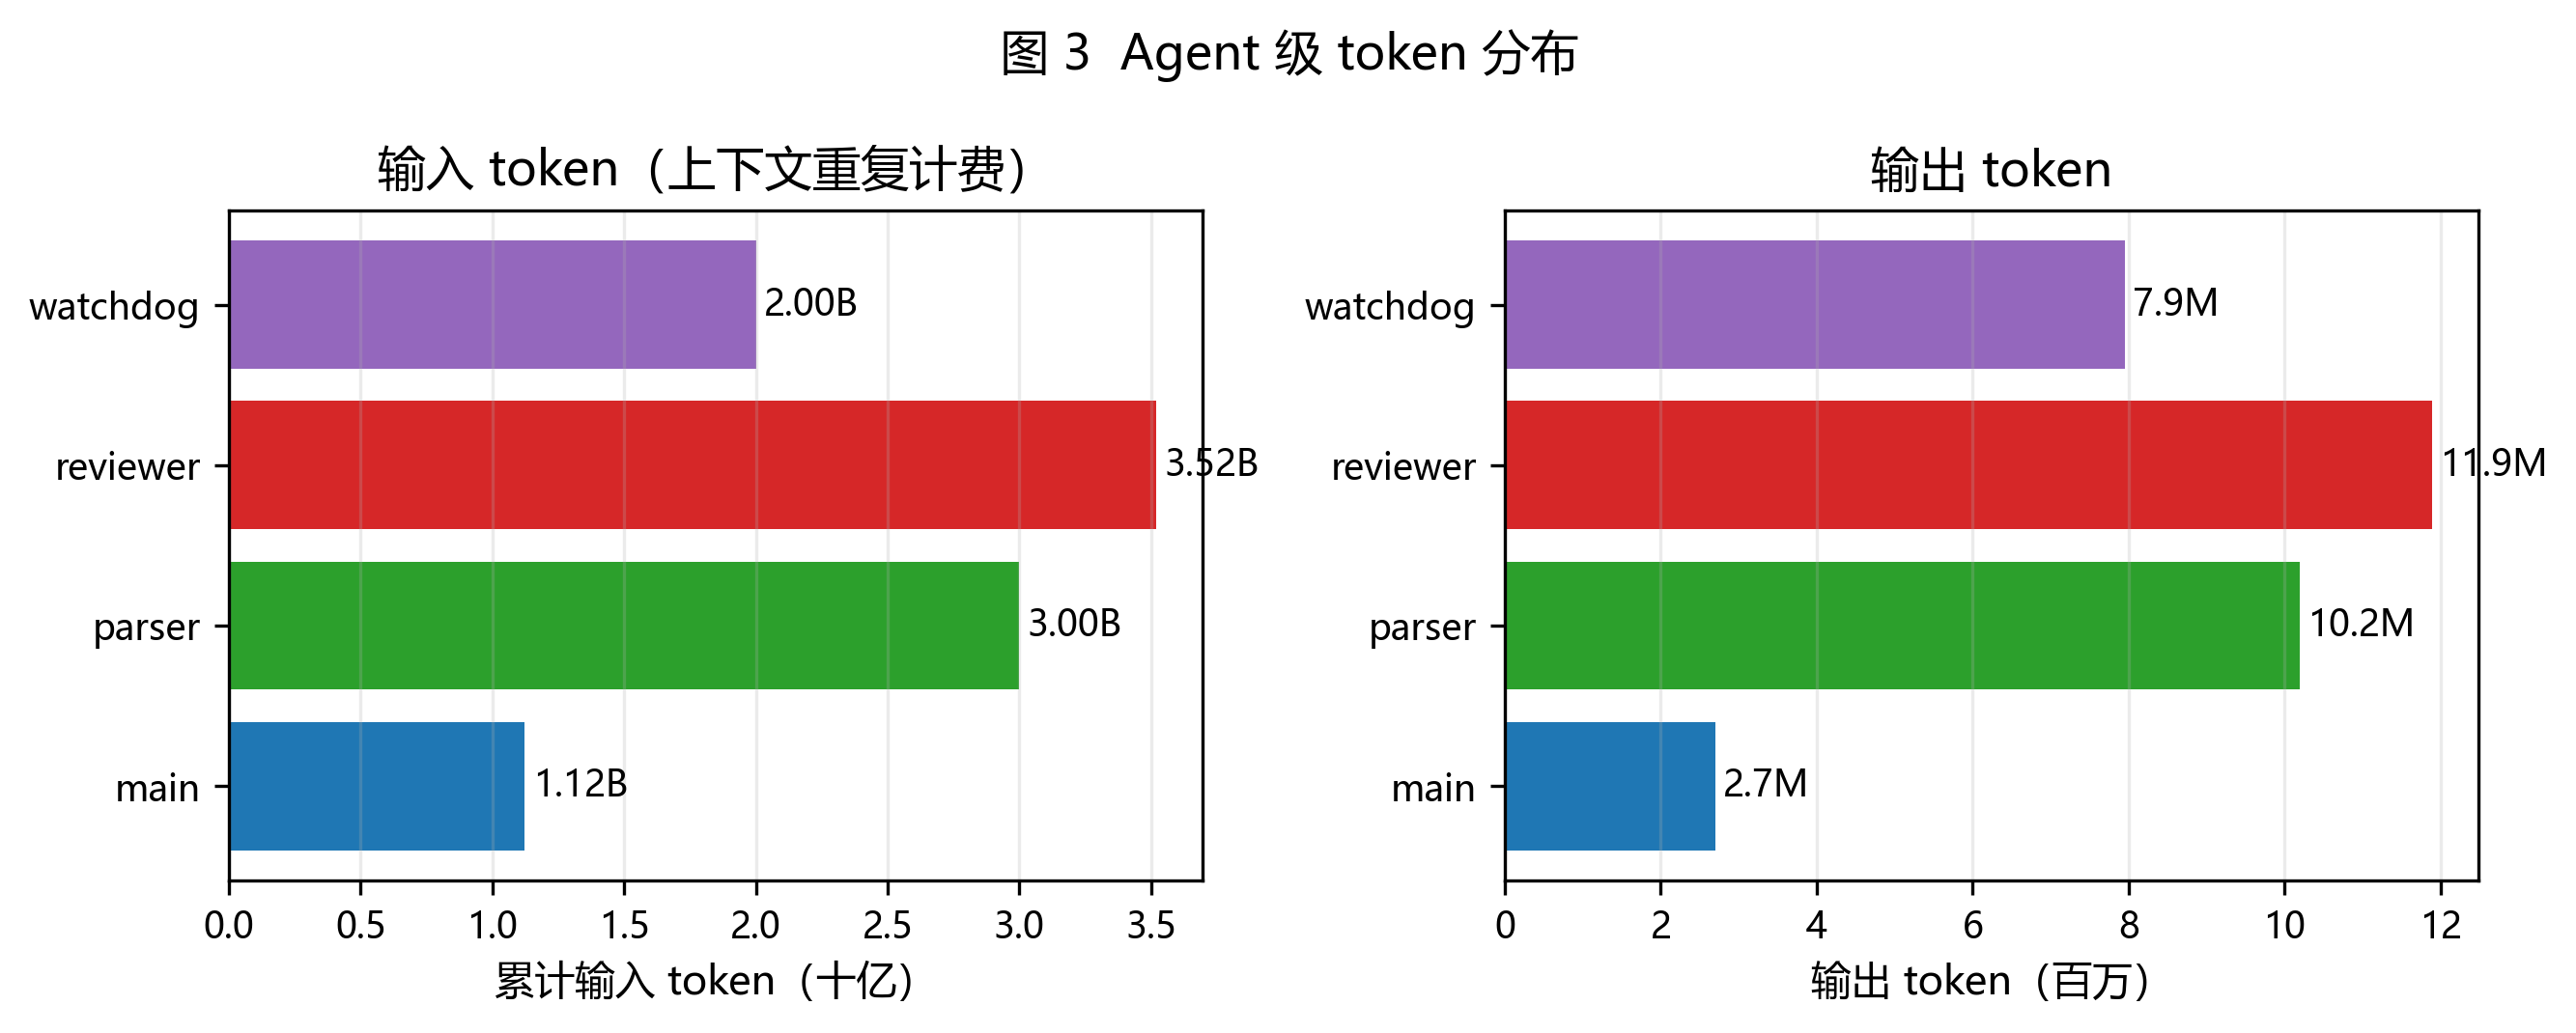 图 3 Agent 级 token 分布
输入 token（上下文重复计费）
watchdog
2.00B
reviewer
3.52B
parser
3.00B
main
1.12B
0.0 0.5 1.0 1.5 2.0 2.5 3.0 3.5
累计输入 token（十亿）
输出 token
watchdog
7.9M
reviewer
11.9M
parser
10.2M
main
2.7M
0 2 4 6 8 10 12
输出 token（百万）